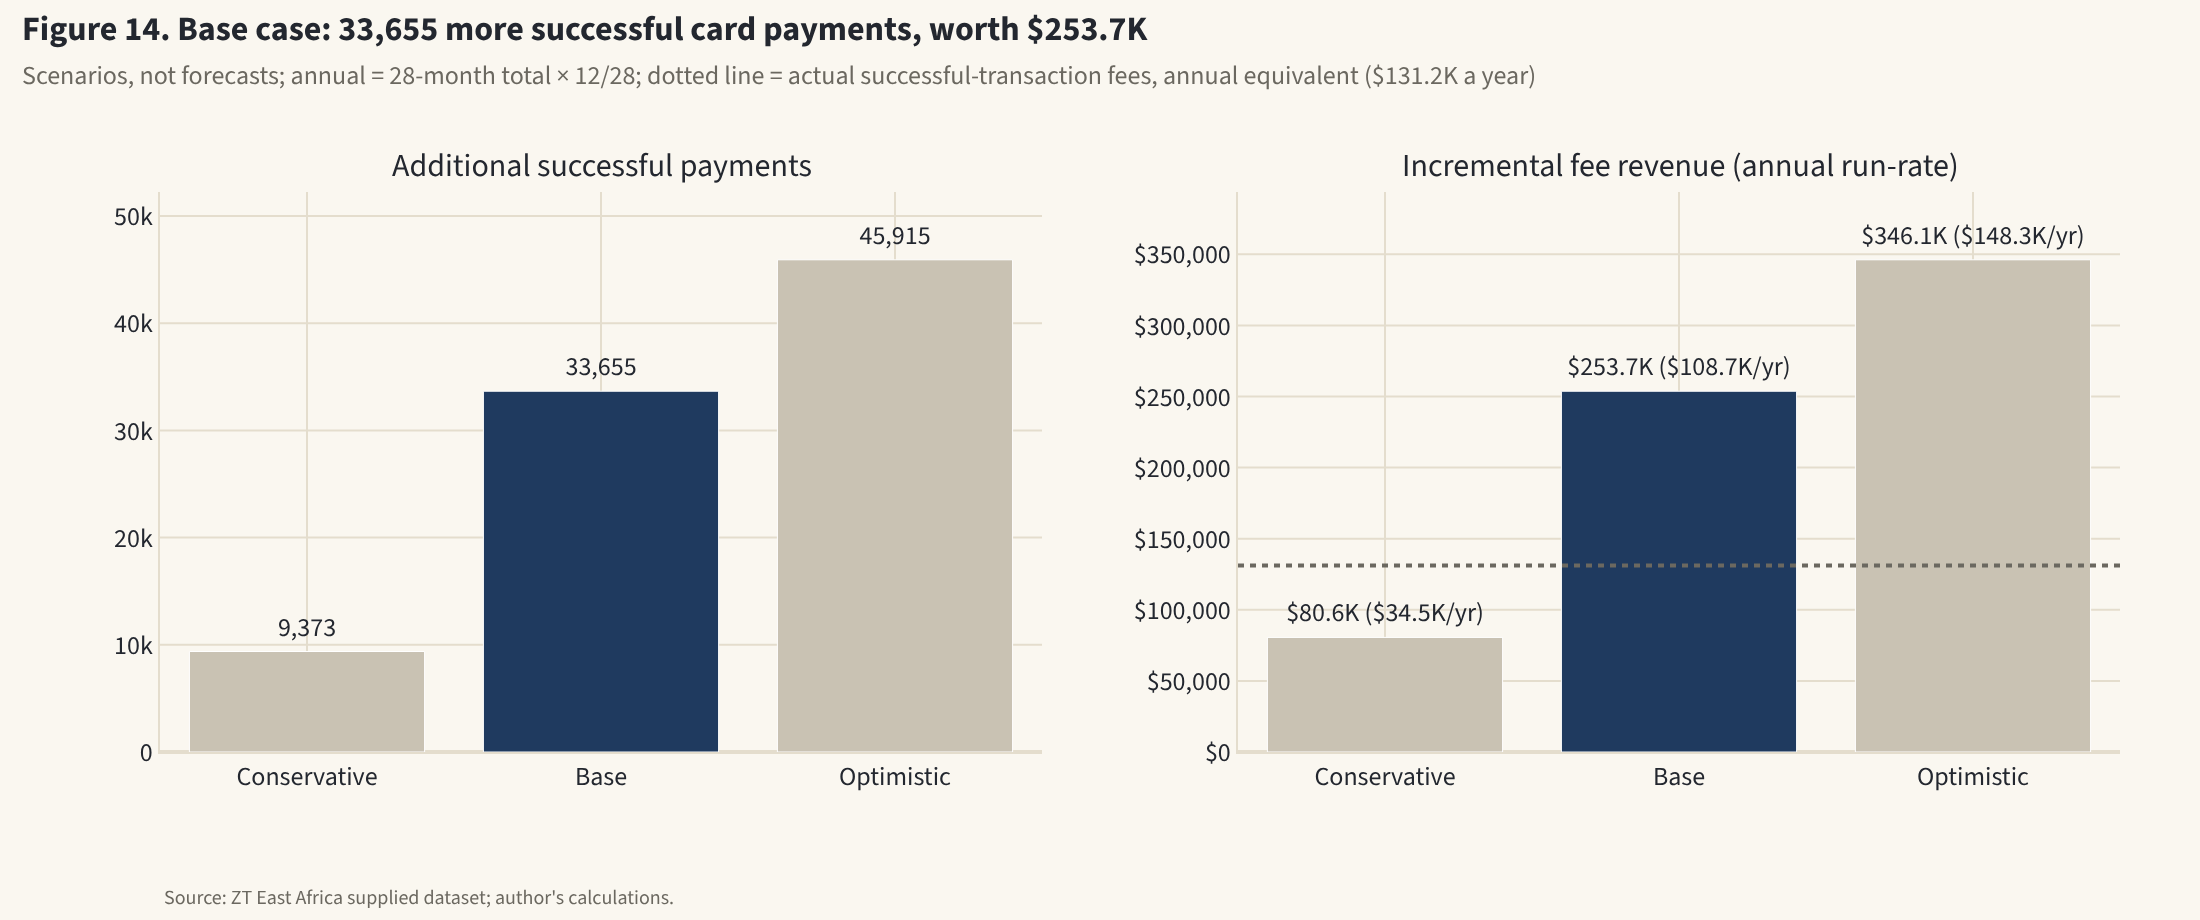 Figure 14. Base case: 33,655 more successful card payments, worth $253.7K
Scenarios, not forecasts; annual = 28-month total × 12/28; dotted line = actual successful-transaction fees, annual equivalent ($131.2K a year)
Additional successful payments
50k
40k
30k
20k
10k
0
9,373
33,655
45,915
Conservative
Base
Optimistic
Incremental fee revenue (annual run-rate)
$350,000
$300,000
$250,000
$200,000
$150,000
$100,000
$50,000
$0
$80.6K ($34.5K/yr)
$253.7K ($108.7K/yr)
$346.1K ($148.3K/yr)
Conservative
Base
Optimistic
Source: ZT East Africa supplied dataset; author's calculations.